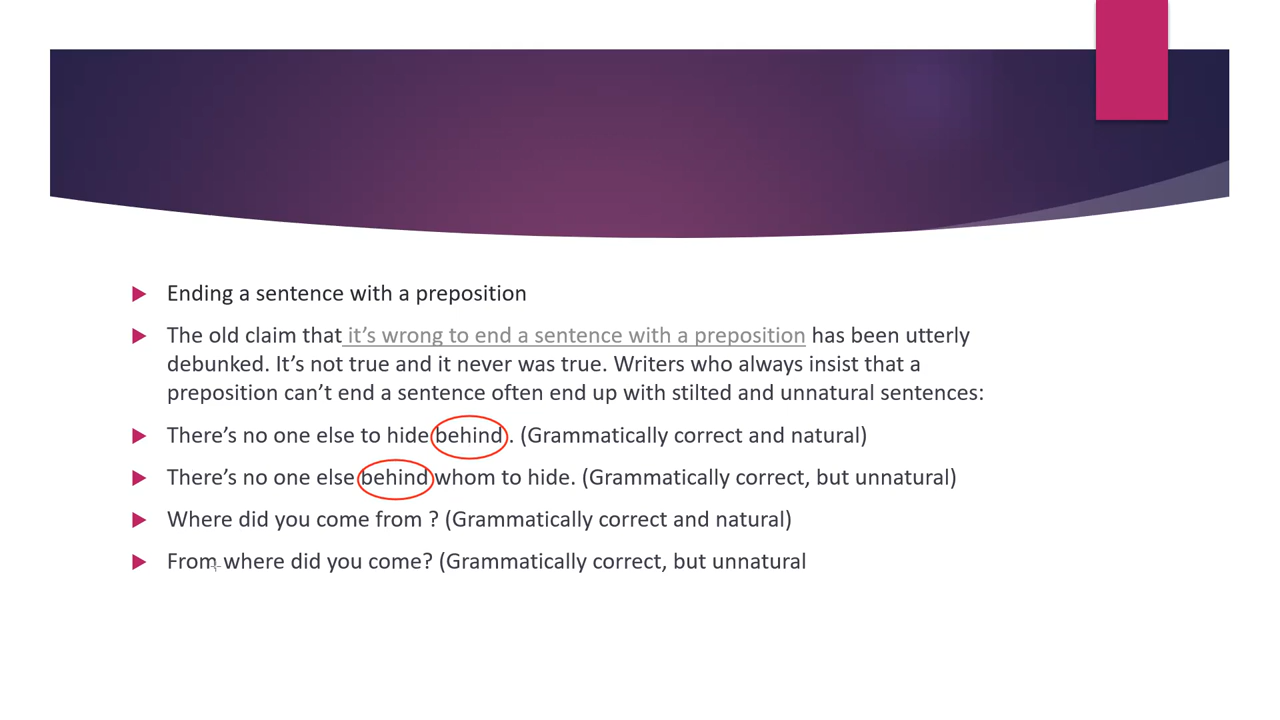 Ending a sentence with a preposition
The old claim that it's wrong to end a sentence with a preposition has been utterly
debunked. It's not true and it never was true. Writers who always insist that a
preposition can't end a sentence often end up with stilted and unnatural sentences:
There's no one else to hide behind . (Grammatically correct and natural)
There's no one else behind whom to hide. (Grammatically correct, but unnatural)
Where did you come from ? (Grammatically correct and natural)
From where did you come? (Grammatically correct, but unnatural